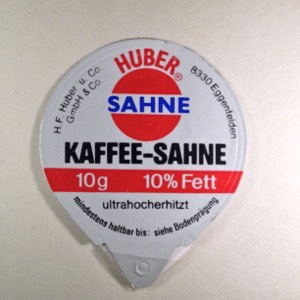 H.F. Huber u. Co
GmbH & Co
HUBER®
8330 Eggenfelden
SAHNE
KAFFEE-SAHNE
10g 10% Fett
ultrahocherhitzt
mindestens haltbar bis: siehe Bodenprägung